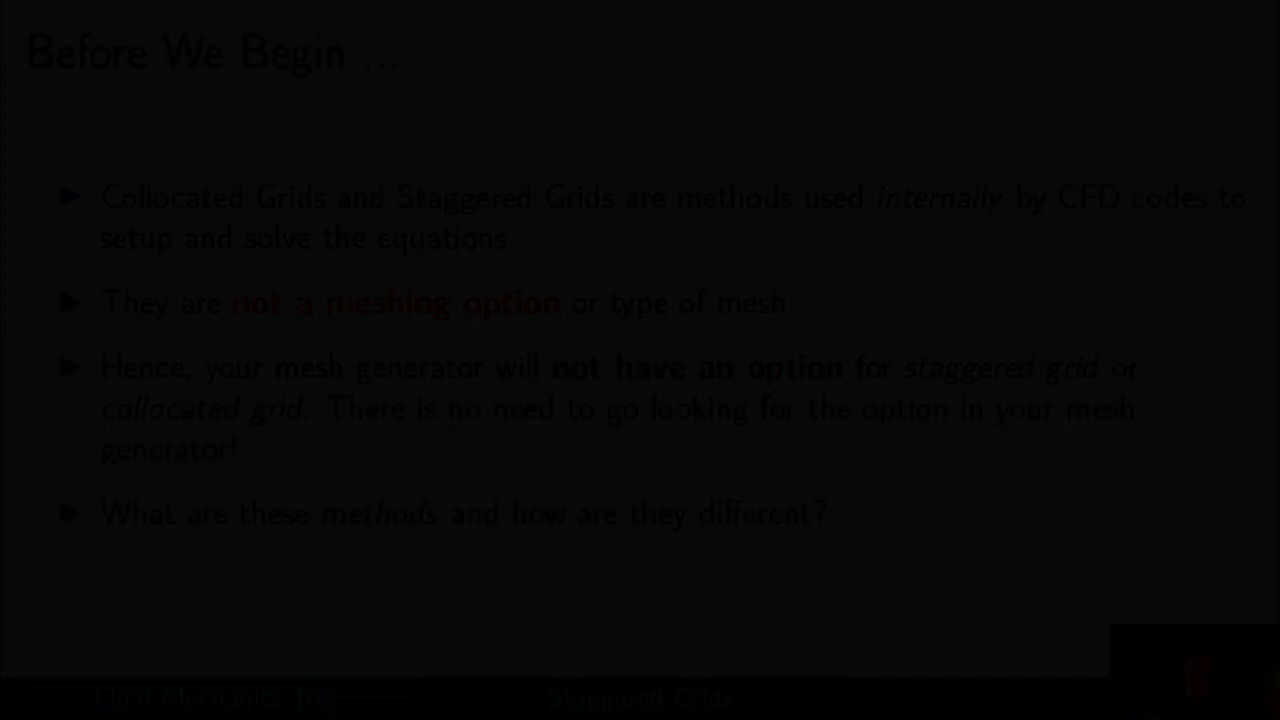 Before We Begin ...
Collocated Grids and Staggered Grids are methods used internally by CFD codes to
setup and solve the equations.
They are not a meshing option or type of mesh
Hence, your mesh generator will not have an option for staggered grid or
collocated grid. There is no need to go looking for the option in your mesh
generator!
What are these methods and how are they different?
Fluid Mechanics 101
Staggered Grids